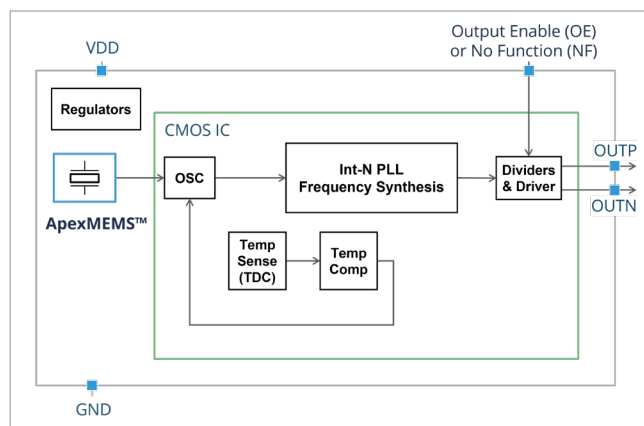 VDD
Output Enable (OE)
or No Function (NF)
Regulators
CMOS IC
OUTP
OSC
Int-N PLL
Frequency Synthesis
Dividers
& Driver
OUTN
ApexMEMS™
Temp
Sense
(TDC)
Temp
Comp
GND